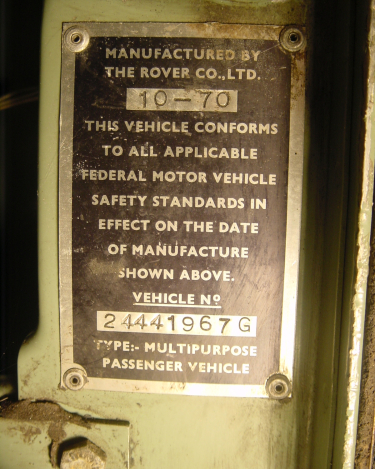 MANUFACTURED BY
THE ROVER CO.,LTD.
10-70
THIS VEHICLE CONFORMS
TO ALL APPLICABLE
FEDERAL MOTOR VEHICLE
SAFETY STANDARDS IN
EFFECT ON THE DATE
OF MANUFACTURE
SHOWN ABOVE.
VEHICLE Nº
24441967G
TYPE:- MULTIPURPOSE
PASSENGER VEHICLE